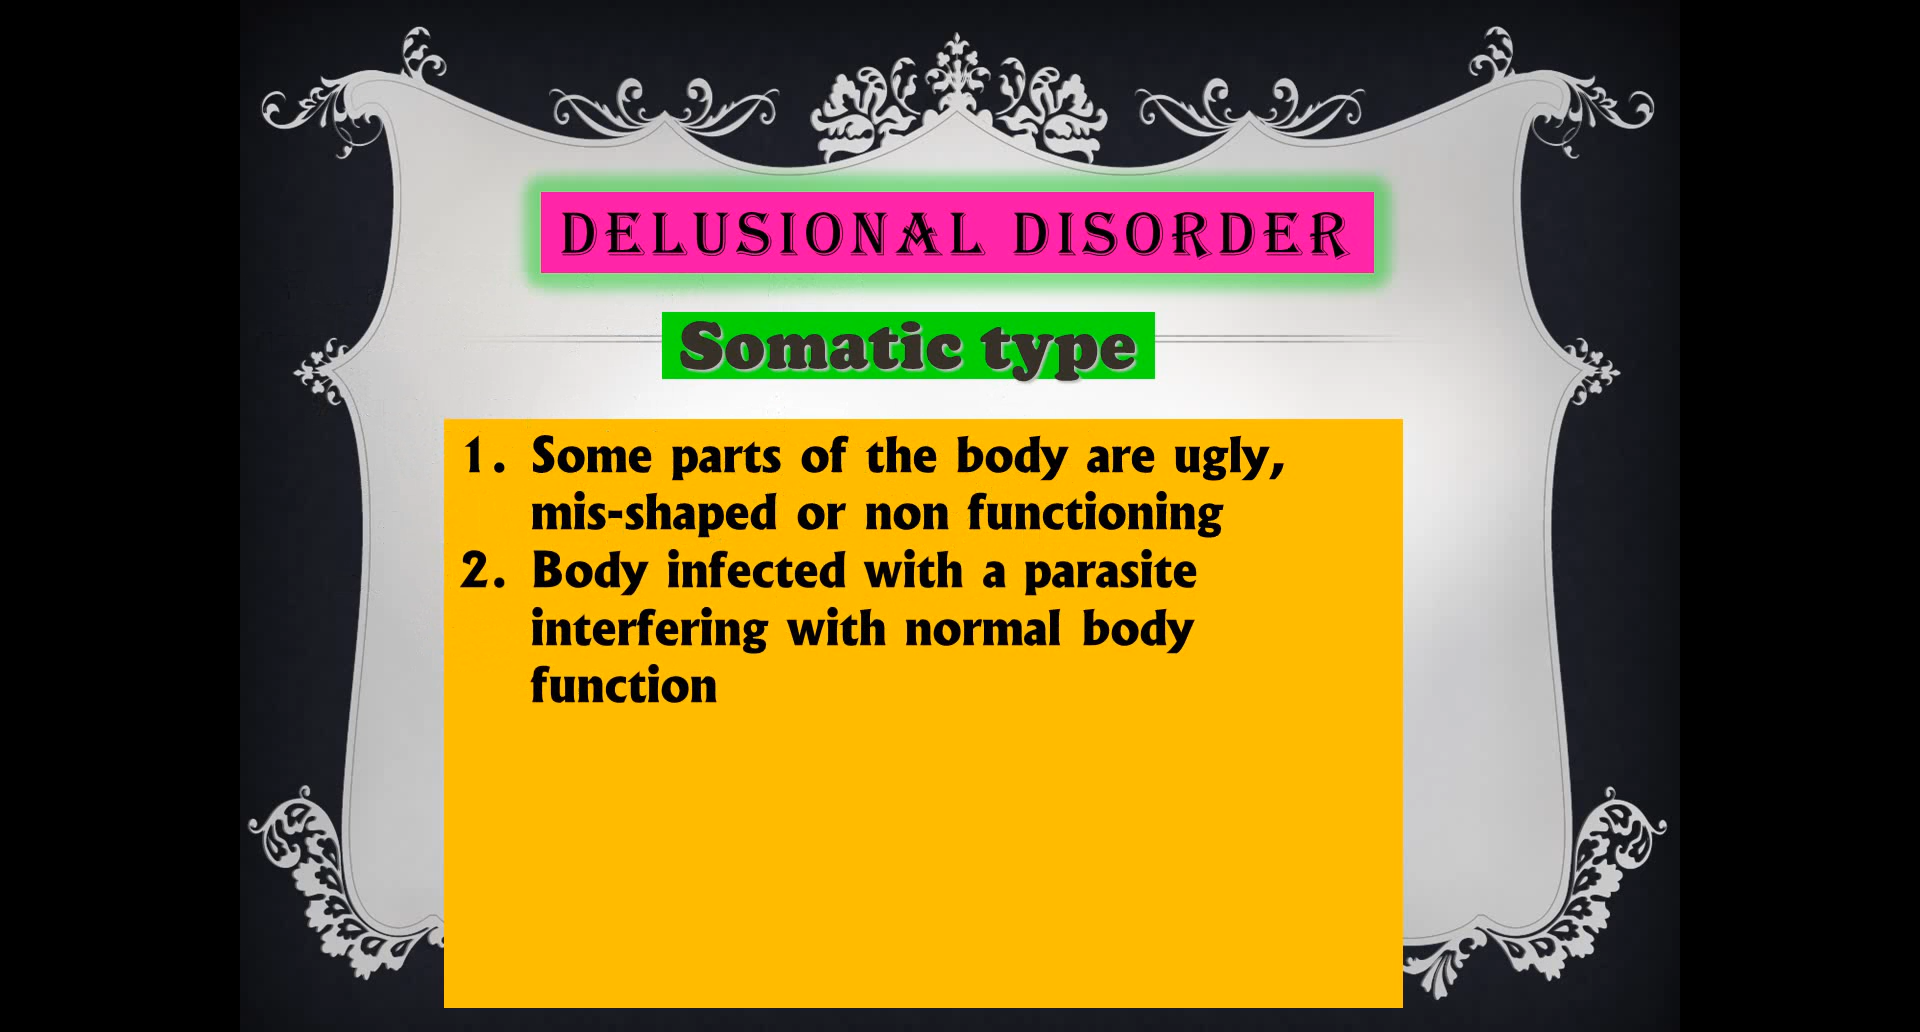 DELUSIONAL DISORDER
Somatic type
1. Some parts of the body are ugly,
mis-shaped or non functioning
2. Body infected with a parasite
interfering with normal body
function